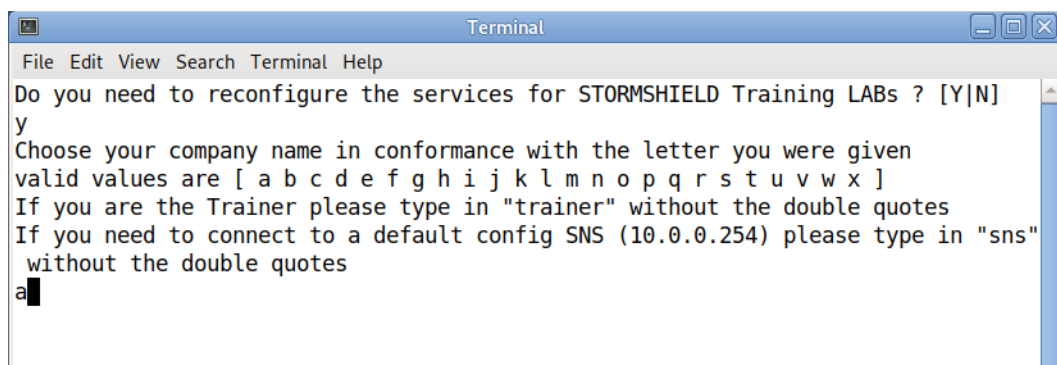 Terminal
File Edit View Search Terminal Help
Do you need to reconfigure the services for STORMSHIELD Training LABs ? [Y|N]
y
Choose your company name in conformance with the letter you were given
valid values are [ a b c d e f g h i j k l m n o p q r s t u v w x ]
If you are the Trainer please type in "trainer" without the double quotes
If you need to connect to a default config SNS (10.0.0.254) please type in "sns"
 without the double quotes
a